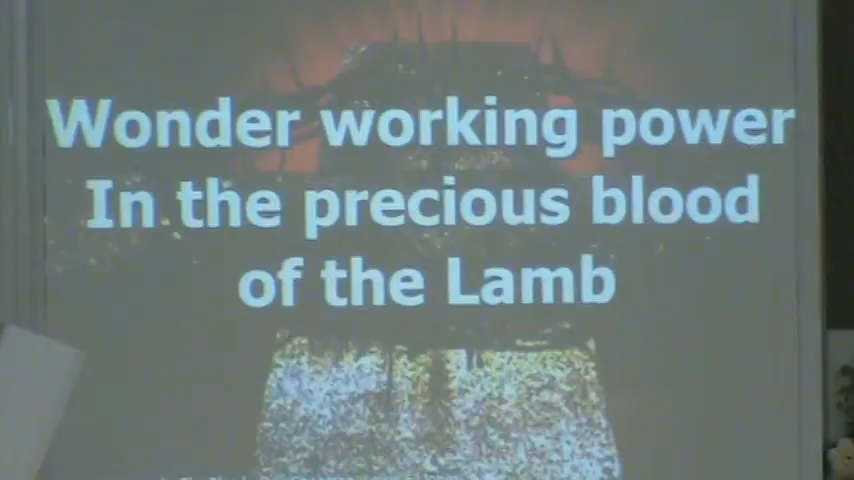 Wonder working power
In the precious blood
of the Lamb